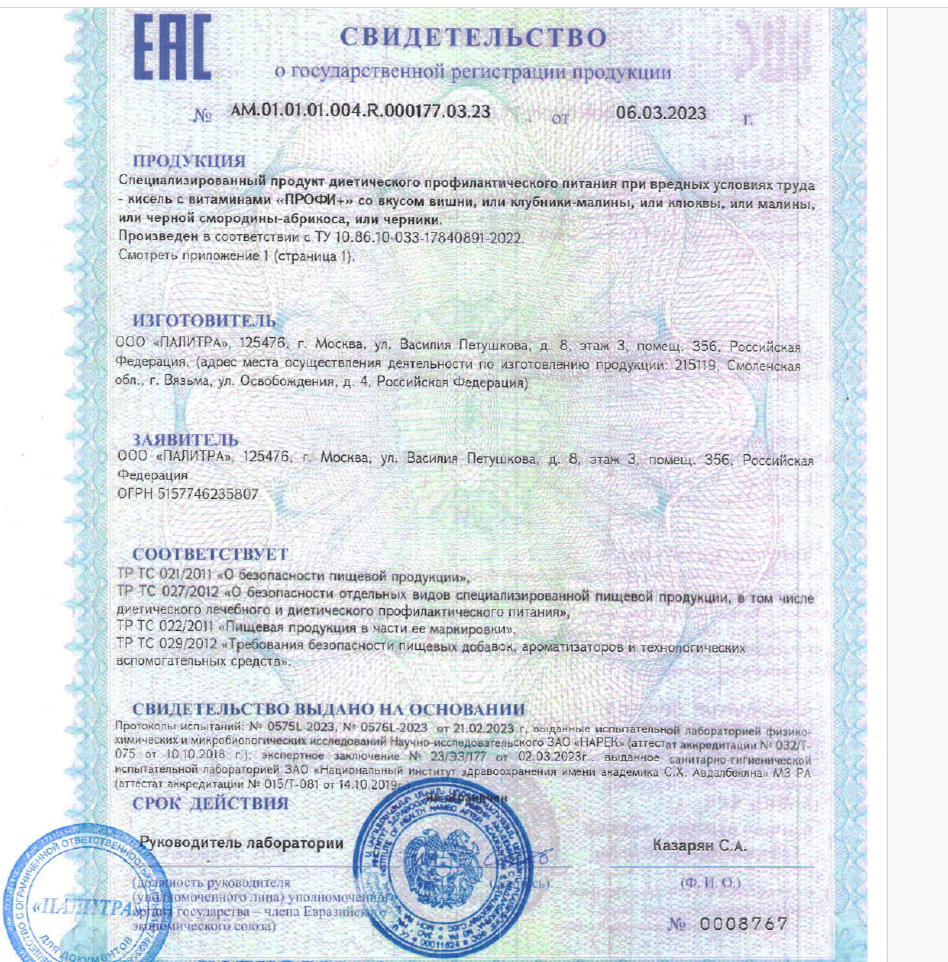 ЕАС
СВИДЕТЕЛЬСТВО
о государственной регистрации продукции
№ AM.01.01.01.004.R.000177.03.23 от 06.03.2023 г.
ПРОДУКЦИЯ
Специализированный продукт диетического профилактического питания при вредных условиях труда
- кисель с витаминами «ПРОФИ+» со вкусом вишни, или клубники-малины, или клюквы, или малины,
или черной смородины-абрикоса, или черники.
Произведен в соответствии с ТУ 10.86.10-033-17840891-2022.
Смотреть приложение 1 (страница 1).
ИЗГОТОВИТЕЛЬ
ООО «ПАЛИТРА», 125476, г. Москва, ул. Василия Петушкова, д. 8, этаж 3, помещ. 356, Российская
Федерация, (адрес места осуществления деятельности по изготовлению продукции: 215119, Смоленская
обл., г. Вязьма, ул. Освобождения, д. 4, Российская Федерация)
ЗАЯВИТЕЛЬ
ООО «ПАЛИТРА», 125476, г. Москва, ул. Василия Петушкова, д. 8, этаж 3, помещ. 356, Российская
Федерация
ОГРН 5157746235807
СООТВЕТСТВУЕТ
ТР ТС 021/2011 «О безопасности пищевой продукции»,
ТР ТС 027/2012 «О безопасности отдельных видов специализированной пищевой продукции, в том числе
диетического лечебного и диетического профилактического питания»,
ТР ТС 022/2011 «Пищевая продукция в части ее маркировки»,
ТР ТС 029/2012 «Требования безопасности пищевых добавок, ароматизаторов и технологических
вспомогательных средств».
СВИДЕТЕЛЬСТВО ВЫДАНО НА ОСНОВАНИИ
Протоколы испытаний: № 0575L-2023, № 0576L-2023 от 21.02.2023 г, выданные испытательной лабораторией физико-
химических и микробиологических исследований Научно-исследовательского ЗАО «НАРЕК» (аттестат аккредитации № 032/T-
075 от 10.10.2018 г.); экспертное заключение № 23/ЭЗ/177 от 02.03.2023г., выданное санитарно-гигиенической
испытательной лабораторией ЗАО «Национальный институт здравоохранения имени академика С.Х. Авдалбекяна» МЗ РА
(аттестат аккредитации № 015/T-081 от 14.10.2019г.
СРОК ДЕЙСТВИЯ не ограничен
Руководитель лаборатории Казарян С.А.
(должность руководителя (Ф. И. О.)
(уполномоченного лица) уполномоченного
органа государства – члена Евразийского
экономического союза) № 0008767
«ПАЛИТРА»
ДЛЯ ДОКУМЕНТОВ